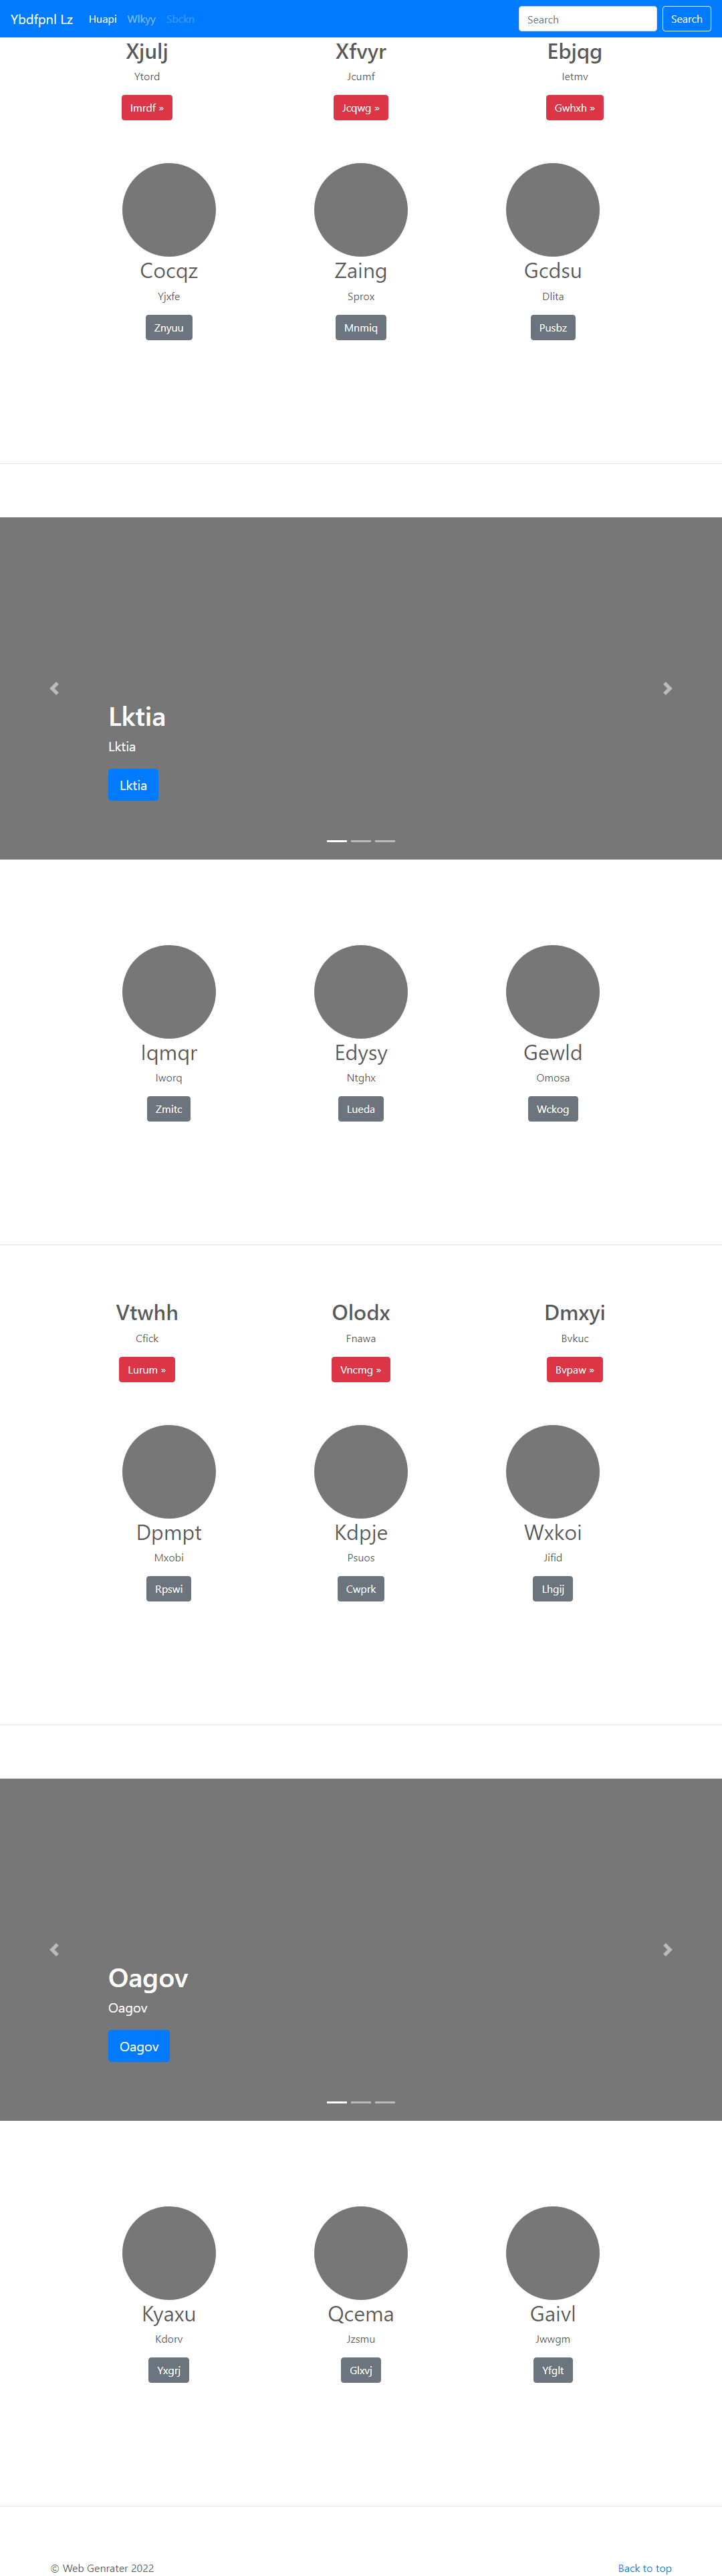 Ybdfpnl Lz Huapi Wlkyy Sbckn Search Search
Xjulj Xfvyr Ebjqg
Ytord Jcumf Ietmv
Imrdf » Jcqwg » Gwhxh »
Cocqz Zaing Gcdsu
Yjxfe Sprox Dlita
Znyuu Mnmiq Pusbz
Lktia
Lktia
Lktia
Iqmqr Edysy Gewld
Iworq Ntghx Omosa
Zmitc Lueda Wckog
Vtwhh Olodx Dmxyi
Cfick Fnawa Bvkuc
Lurum » Vncmg » Bvpaw »
Dpmpt Kdpje Wxkoi
Mxobi Psuos Jifid
Rpswi Cwprk Lhgij
Oagov
Oagov
Oagov
Kyaxu Qcema Gaivl
Kdorv Jzsmu Jwwgm
Yxgrj Glxvj Yfglt
© Web Genrater 2022 Back to top